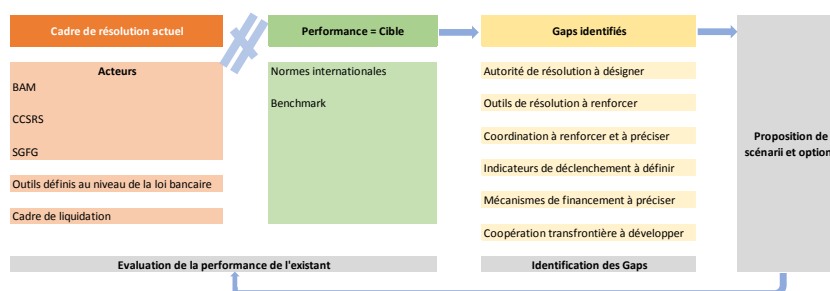 Cadre de résolution actuel
Performance = Cible
Gaps identifiés
Acteurs
BAM
CCSRS
SGFG
Outils définis au niveau de la loi bancaire
Cadre de liquidation
Normes internationales
Benchmark
Autorité de résolution à désigner
Outils de résolution à renforcer
Coordination à renforcer et à préciser
Indicateurs de déclenchement à définir
Mécanismes de financement à préciser
Coopération transfrontière à développer
Proposition de
scénarii et option
Evaluation de la performance de l'existant
Identification des Gaps